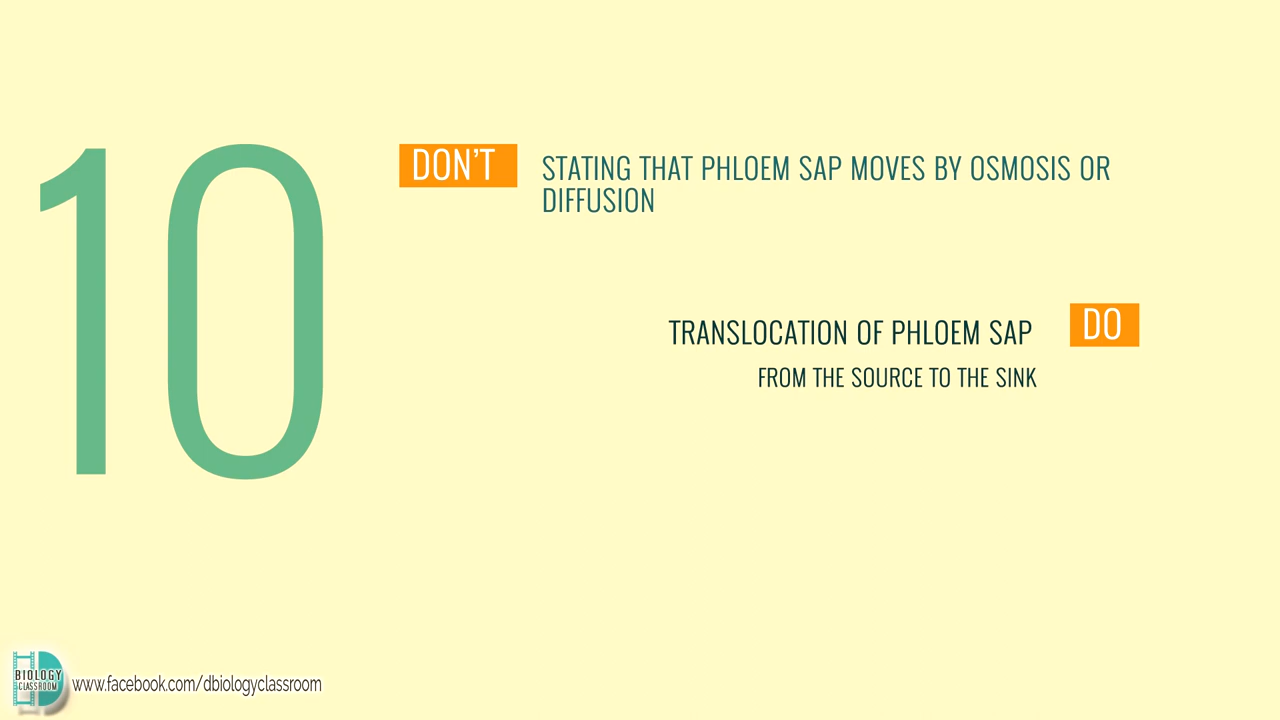 10
DON'T
STATING THAT PHLOEM SAP MOVES BY OSMOSIS OR
DIFFUSION
TRANSLOCATION OF PHLOEM SAP
DO
FROM THE SOURCE TO THE SINK
BIOLOGY
CLASSROOM
www.facebook.com/dbiologyclassroom